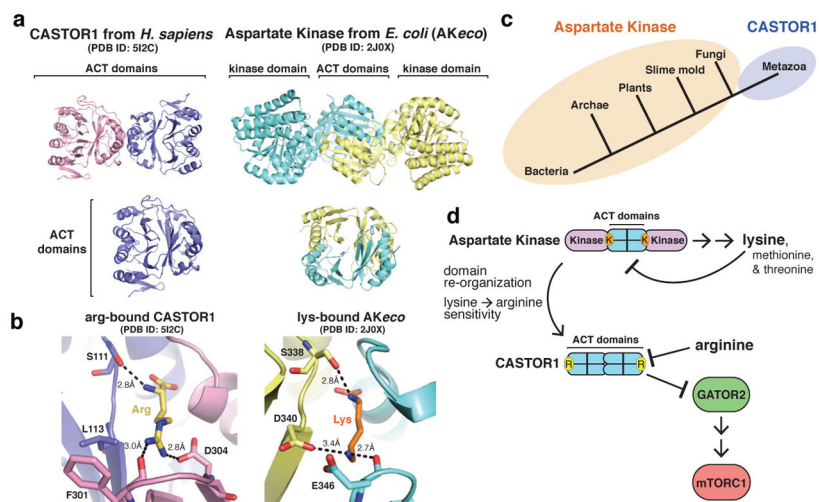 a
CASTOR1 from H. sapiens
(PDB ID: 5I2C)
ACT domains
ACT
domains
Aspartate Kinase from E. coli (AKeco)
(PDB ID: 2J0X)
kinase domain ACT domains kinase domain
b
arg-bound CASTOR1
(PDB ID: 5I2C)
S111
2.8Å
Arg
L113
3.0Å
2.8Å
D304
F301
lys-bound AKeco
(PDB ID: 2J0X)
S338
2.8Å
Lys
D340
3.4Å
2.7Å
E346
c
Aspartate Kinase
CASTOR1
Fungi
Metazoa
Slime mold
Plants
Archae
Bacteria
d
ACT domains
Aspartate Kinase
Kinase K K Kinase
lysine,
methionine,
& threonine
domain
re-organization
lysine → arginine
sensitivity
ACT domains
CASTOR1
R R
arginine
GATOR2
mTORC1